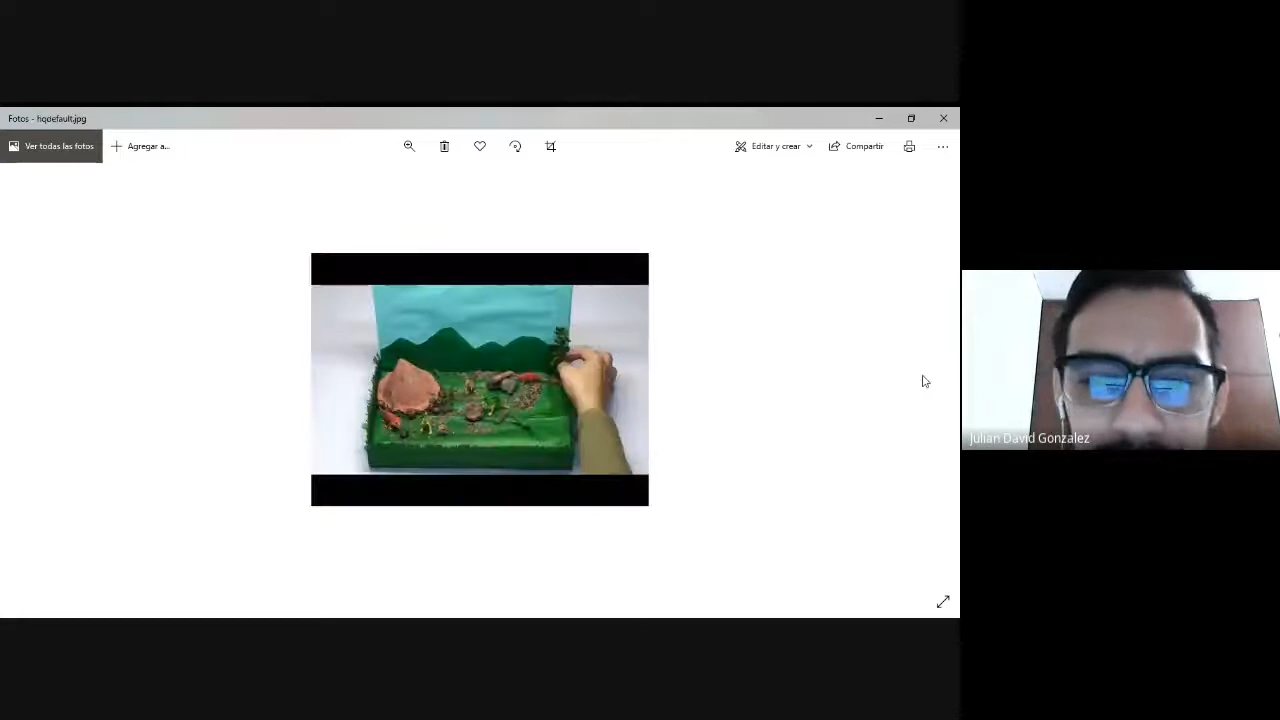 Fotos - hqdefault.jpg
Ver todas las fotos
Agregar a...
Editar y crear
Compartir
Julian David Gonzalez